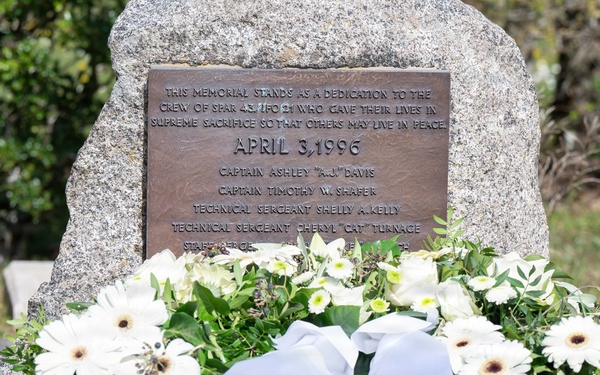 THIS MEMORIAL STANDS AS A DEDICATION TO THE
CREW OF SPAR 43/IFO 21 WHO GAVE THEIR LIVES IN
SUPREME SACRIFICE SO THAT OTHERS MAY LIVE IN PEACE.
APRIL 3, 1996
CAPTAIN ASHLEY "A.J." DAVIS
CAPTAIN TIMOTHY W. SHAFER
TECHNICAL SERGEANT SHELLY A. KELLY
TECHNICAL SERGEANT CHERYL "CAT" TURNAGE
STAFF